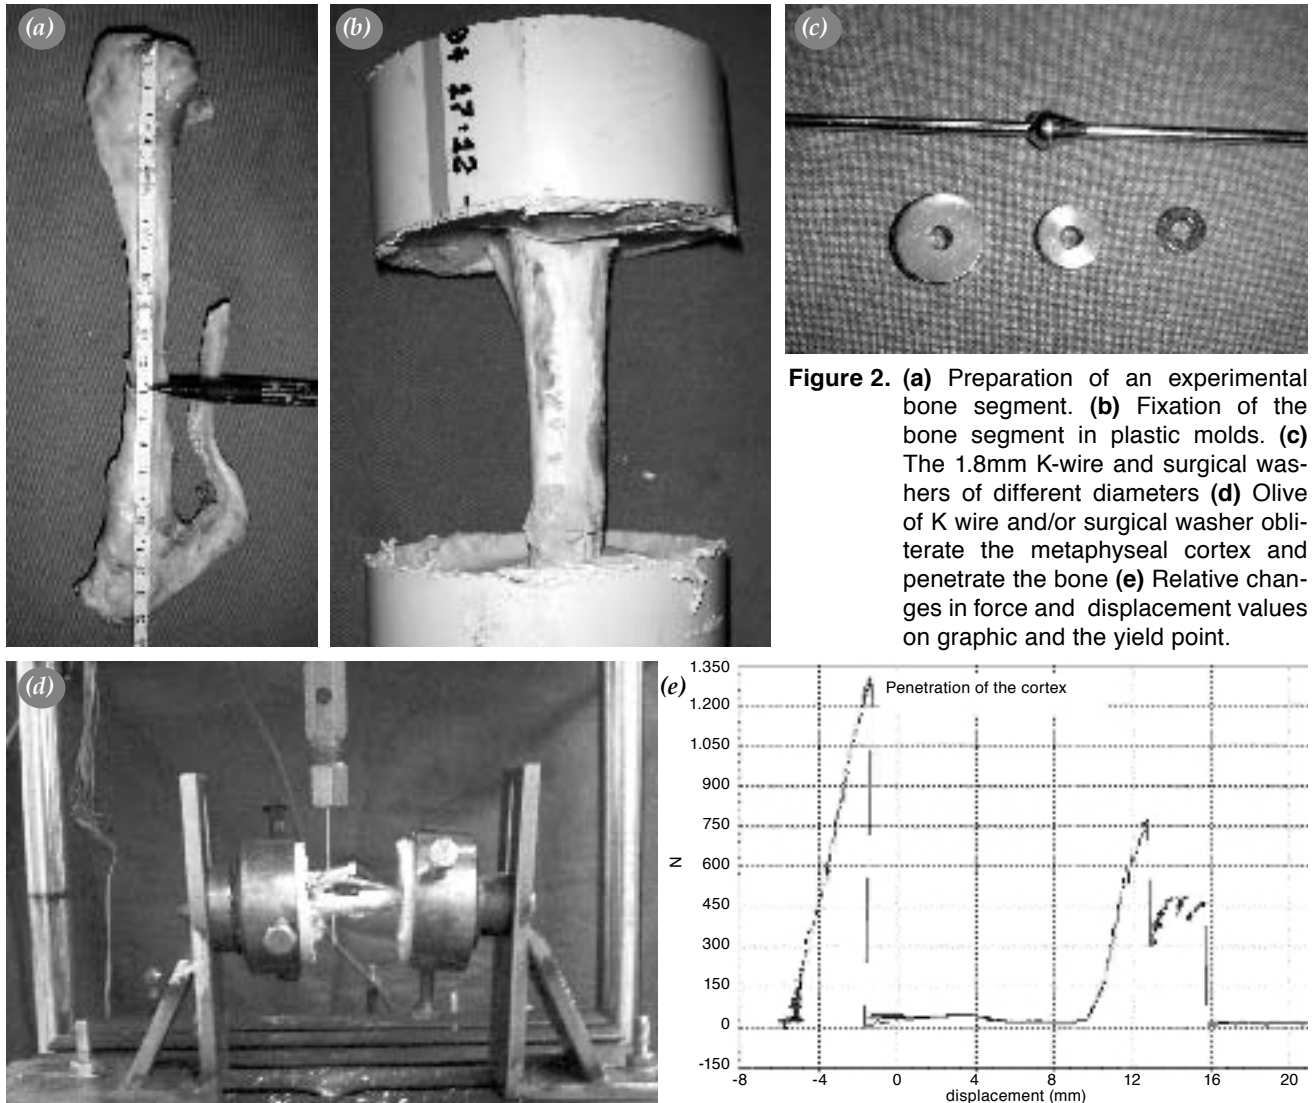 (a)
(b)
94 17.12 -
(c)
Figure 2. (a) Preparation of an experimental
bone segment. (b) Fixation of the
bone segment in plastic molds. (c)
The 1.8mm K-wire and surgical was-
hers of different diameters (d) Olive
of K wire and/or surgical washer obli-
terate the metaphyseal cortex and
penetrate the bone (e) Relative chan-
ges in force and displacement values
on graphic and the yield point.
(d)
(e)
Penetration of the cortex
1.350
1.200
1.050
900
750
600
450
300
150
0
-150
N
-8 -4 0 4 8 12 16 20
displacement (mm)